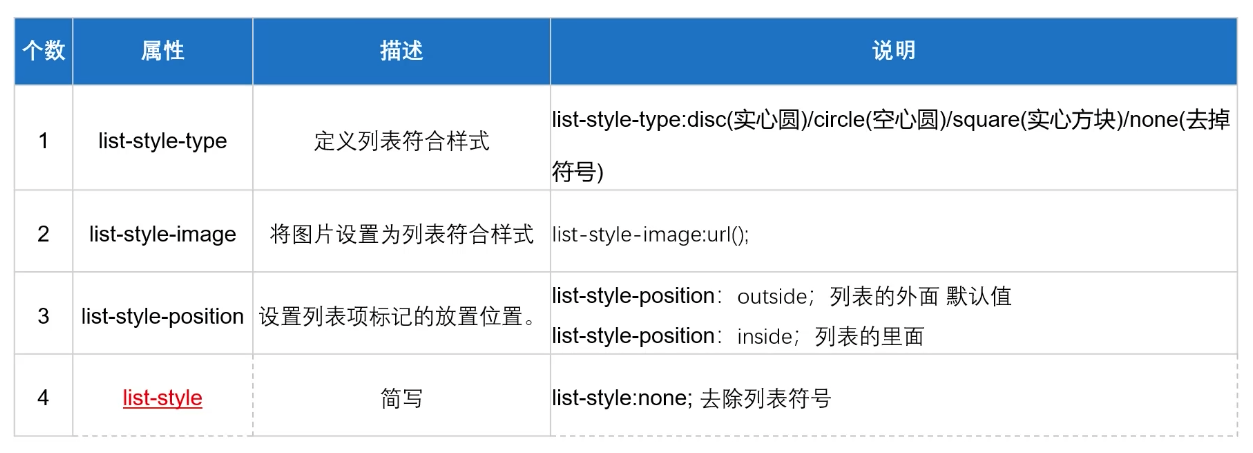 个数 属性 描述 说明
1 list-style-type 定义列表符合样式 list-style-type:disc(实心圆)/circle(空心圆)/square(实心方块)/none(去掉
符号)
2 list-style-image 将图片设置为列表符合样式 list-style-image:url();
3 list-style-position 设置列表项标记的放置位置。 list-style-position：outside；列表的外面 默认值
list-style-position：inside；列表的里面
4 list-style 简写 list-style:none; 去除列表符号